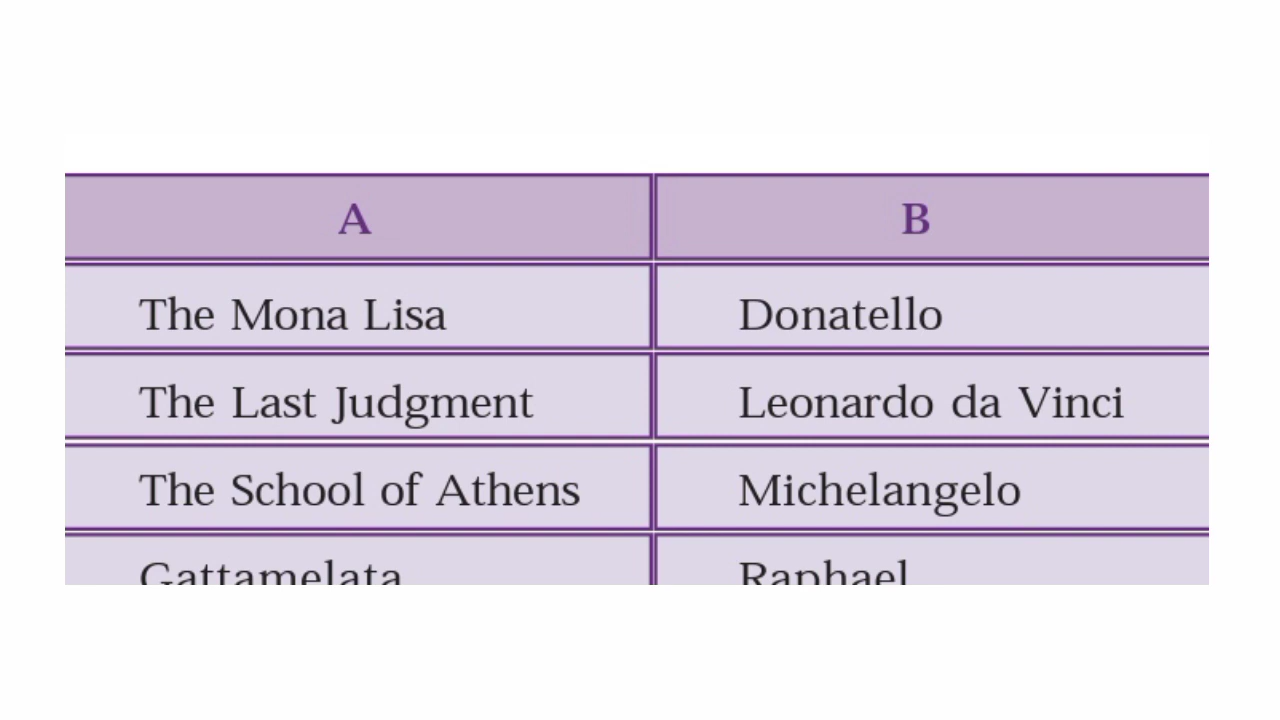 A B
The Mona Lisa Donatello
The Last Judgment Leonardo da Vinci
The School of Athens Michelangelo
Gattamelata Raphael